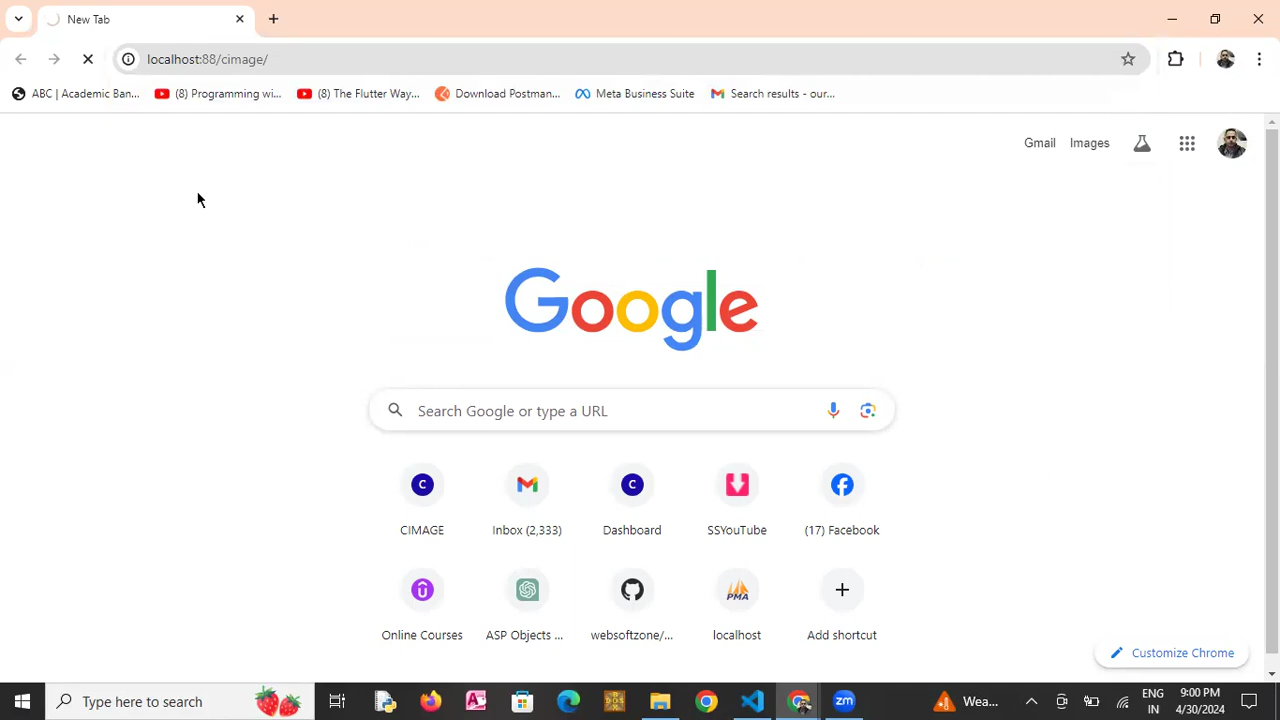 New Tab
localhost:88/cimage/
ABC | Academic Ban...
(8) Programming wi...
(8) The Flutter Way...
Download Postman...
Meta Business Suite
Search results - our...
Gmail
Images
Google
Search Google or type a URL
C
CIMAGE
Inbox (2,333)
C
Dashboard
SSYouTube
(17) Facebook
Online Courses
ASP Objects ...
websoftzone/...
PMA
localhost
Add shortcut
Customize Chrome
Type here to search
DOS
zm
Wea...
ENG
IN
9:00 PM
4/30/2024